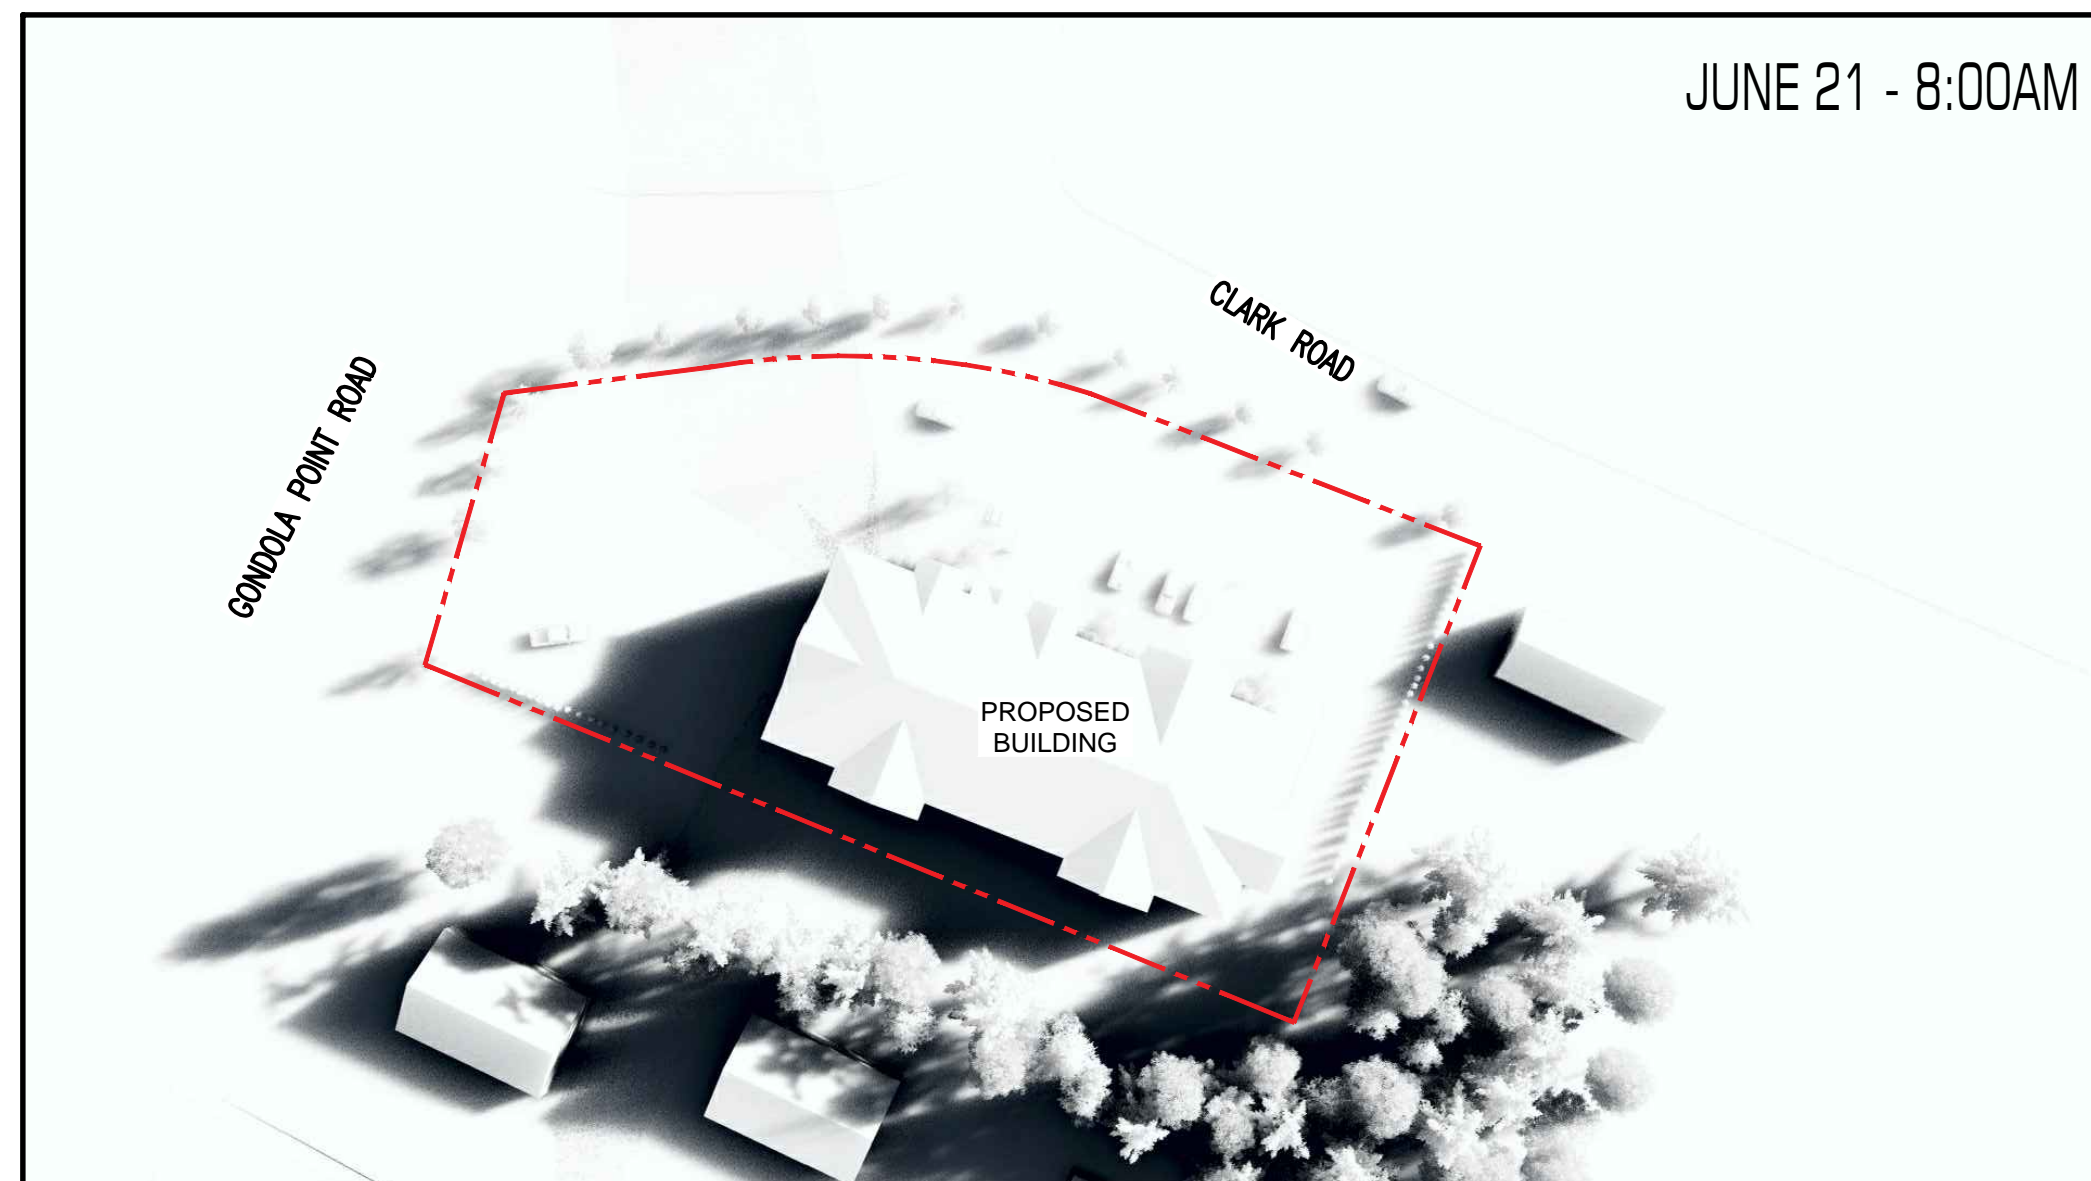 JUNE 21 - 8:00AM
CLARK ROAD
GONDOLA POINT ROAD
PROPOSED
BUILDING